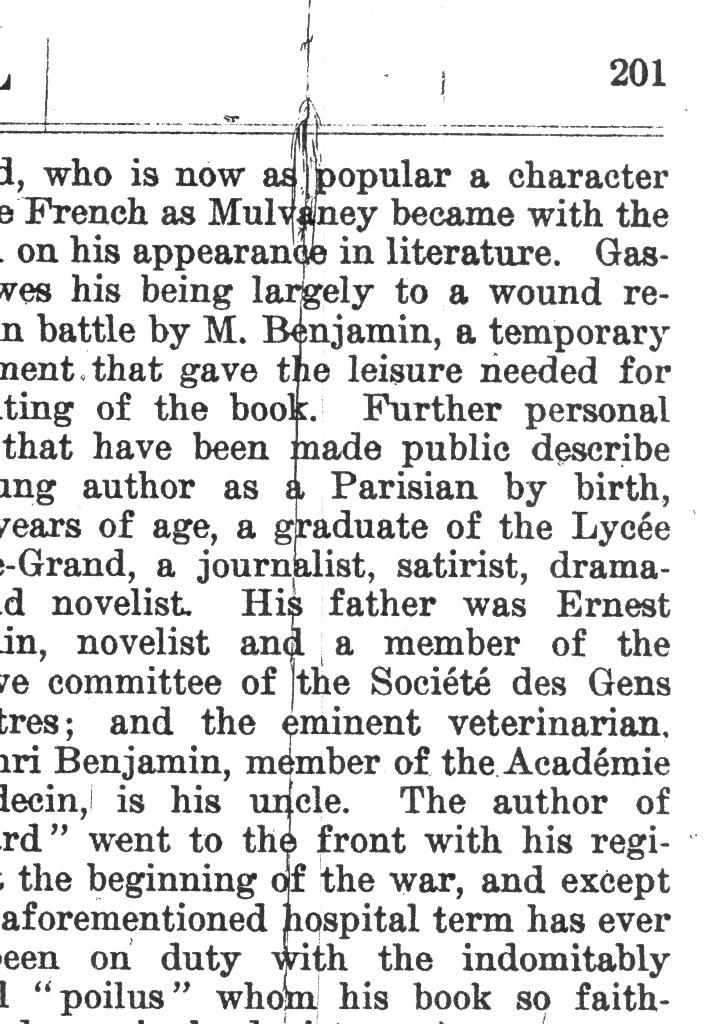 L 201
d, who is now as popular a character
e French as Mulvaney became with the
. on his appearance in literature. Gas-
wes his being largely to a wound re-
n battle by M. Benjamin, a temporary
ment that gave the leisure needed for
ting of the book. Further personal
that have been made public describe
ung author as a Parisian by birth,
years of age, a graduate of the Lycée
e-Grand, a journalist, satirist, drama-
d novelist. His father was Ernest
in, novelist and a member of the
ve committee of the Société des Gens
tres; and the eminent veterinarian,
nri Benjamin, member of the Académie
decin, is his uncle. The author of
rd" went to the front with his regi-
t the beginning of the war, and except
aforementioned hospital term has ever
been on duty with the indomitably
l "poilus" whom his book so faith-